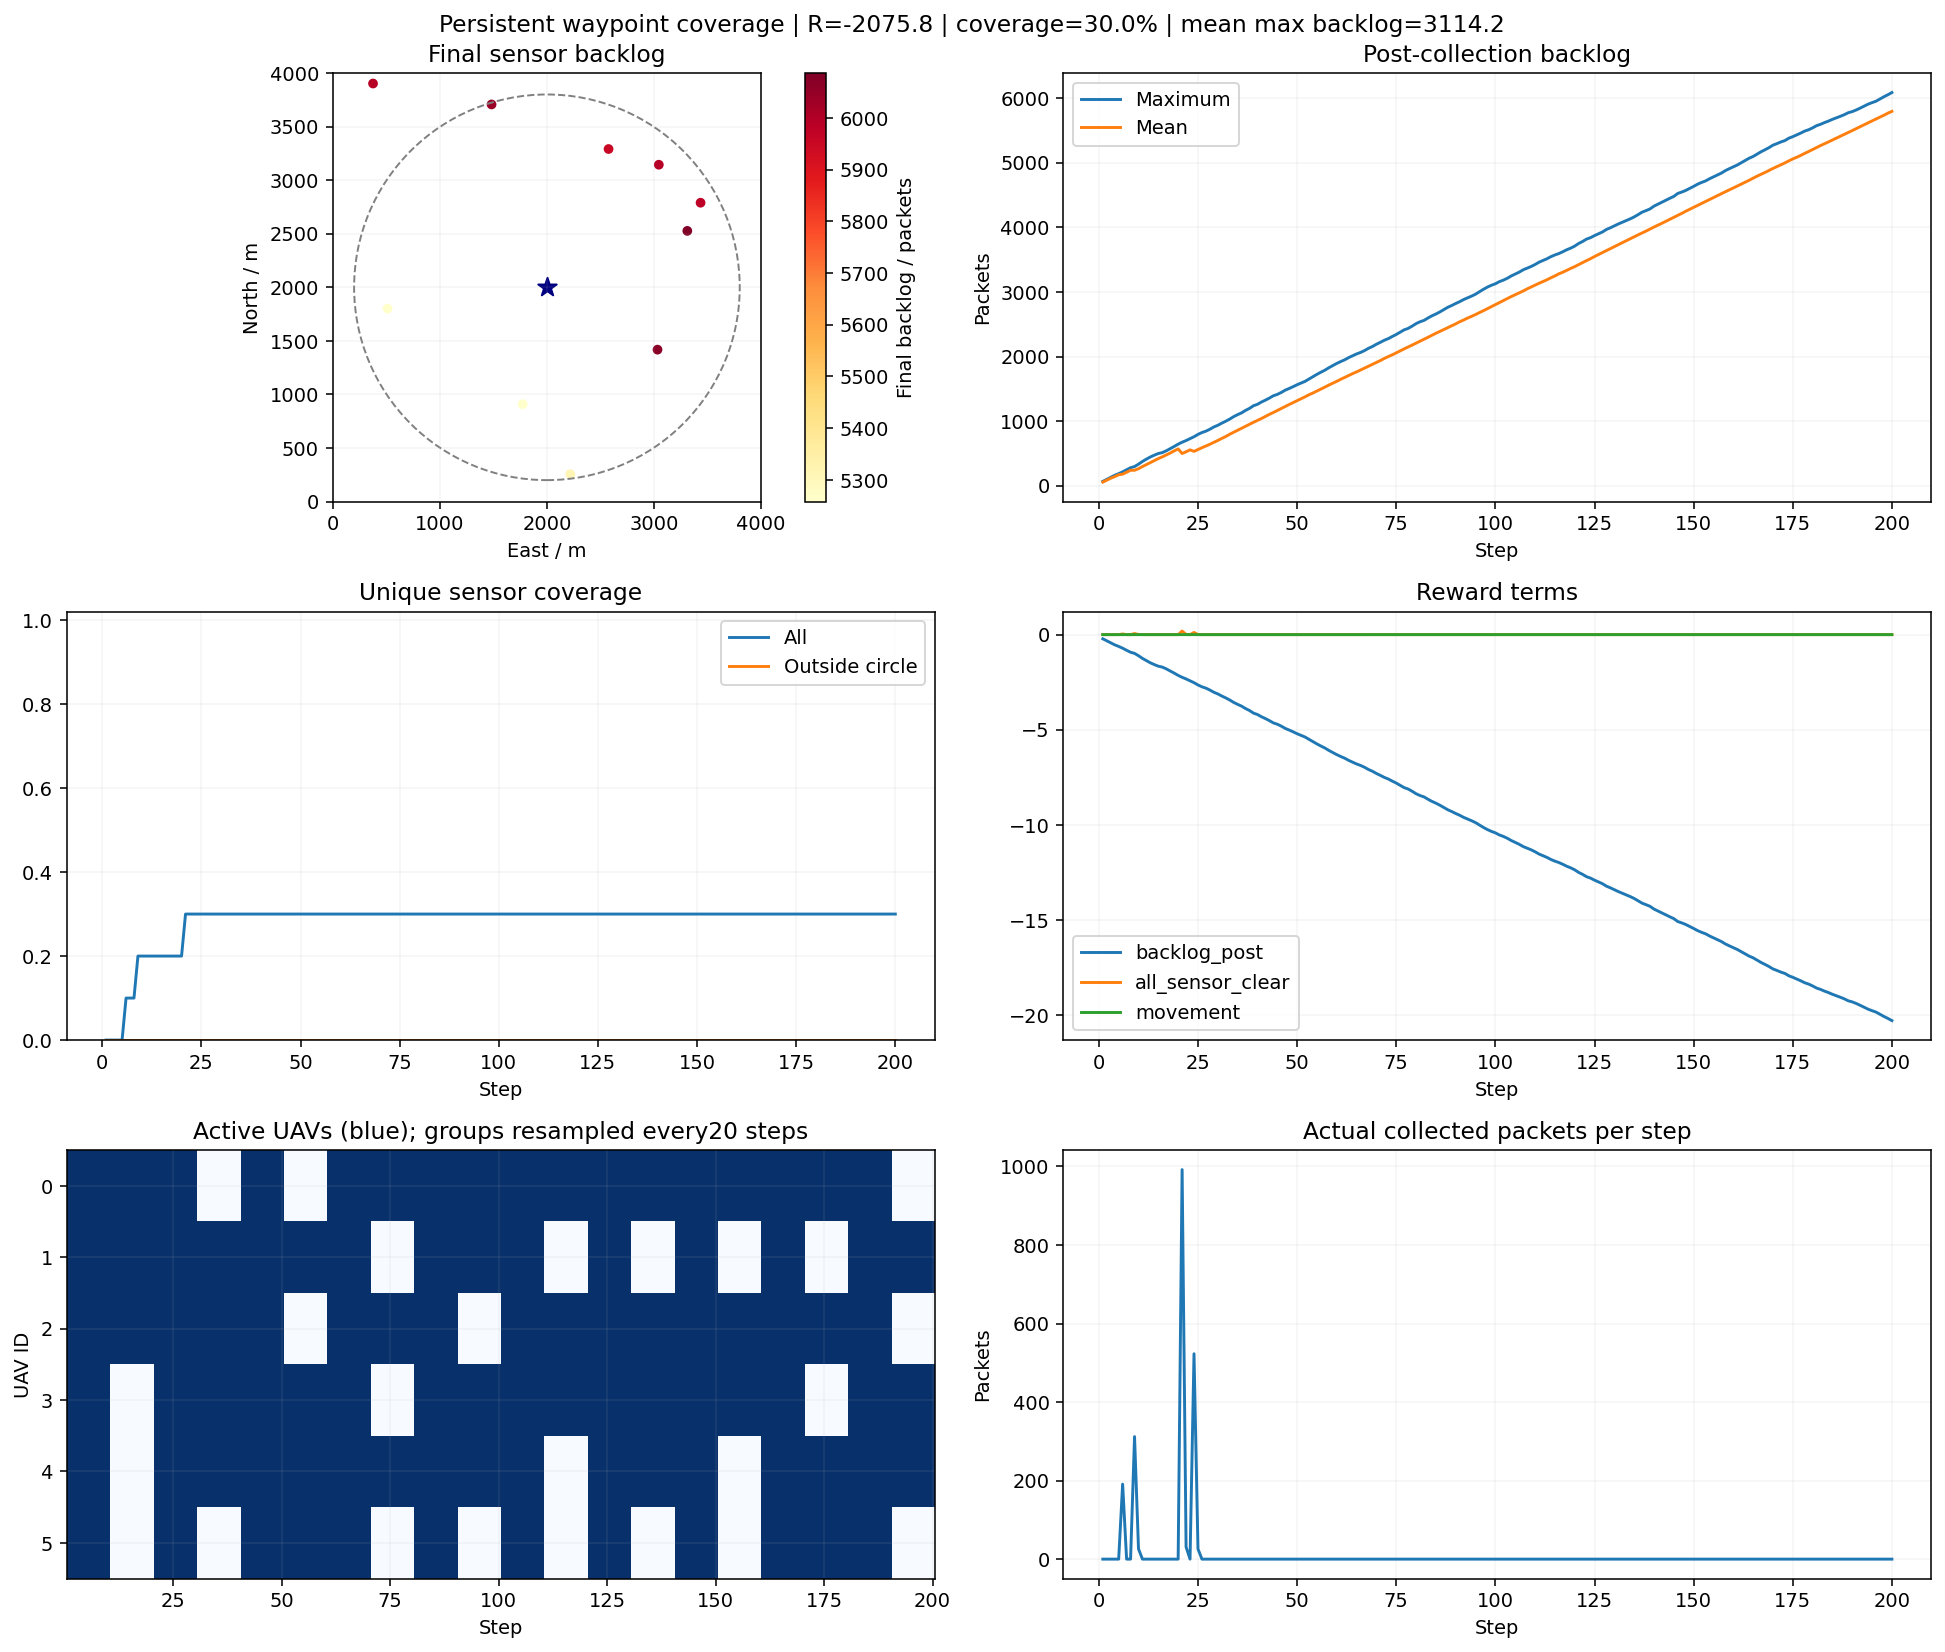 Persistent waypoint coverage | R=-2075.8 | coverage=30.0% | mean max backlog=3114.2
Final sensor backlog
4000
3500
3000
2500
2000
1500
1000
500
0
North / m
0 1000 2000 3000 4000
East / m
6000
5900
5800
5700
5600
5500
5400
5300
Final backlog / packets
Post-collection backlog
Maximum
Mean
6000
5000
4000
3000
2000
1000
0
Packets
0 25 50 75 100 125 150 175 200
Step
Unique sensor coverage
All
Outside circle
1.0
0.8
0.6
0.4
0.2
0.0
0 25 50 75 100 125 150 175 200
Step
Reward terms
0
−5
−10
−15
−20
backlog_post
all_sensor_clear
movement
0 25 50 75 100 125 150 175 200
Step
Active UAVs (blue); groups resampled every20 steps
0
1
2
3
4
5
UAV ID
25 50 75 100 125 150 175 200
Step
Actual collected packets per step
1000
800
600
400
200
0
Packets
0 25 50 75 100 125 150 175 200
Step